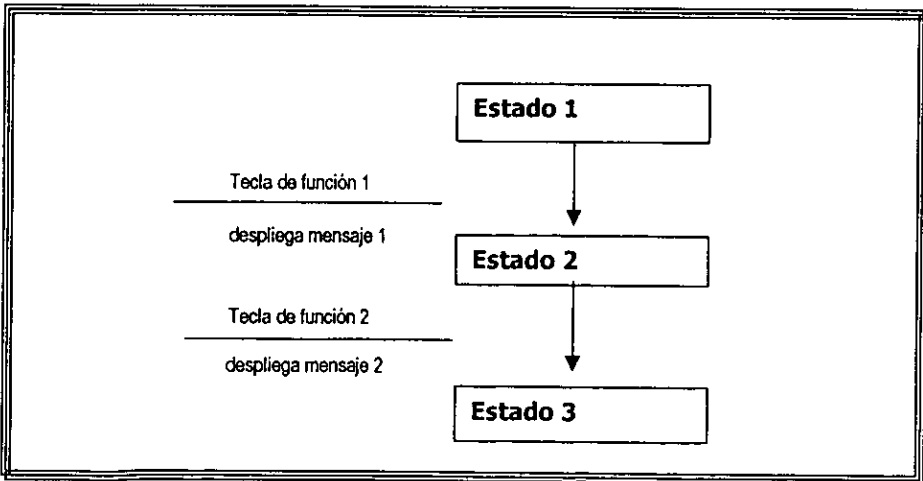 Estado 1
Tecla de función 1
despliega mensaje 1
Estado 2
Tecla de función 2
despliega mensaje 2
Estado 3